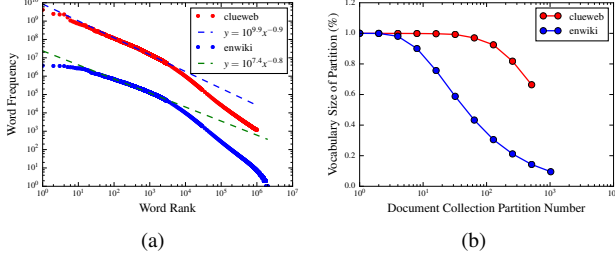 10^10
10^9
10^8
10^7
10^6
10^5
10^4
10^3
10^2
10^1
10^0
Word Frequency
10^0 10^1 10^2 10^3 10^4 10^5 10^6 10^7
Word Rank
clueweb
y = 10^9.9x^−0.9
enwiki
y = 10^7.4x^−0.8
(a)
1.2
1.0
0.8
0.6
0.4
0.2
0.0
Vocabulary Size of Partition (%)
10^0 10^1 10^2 10^3
Document Collection Partition Number
clueweb
enwiki
(b)